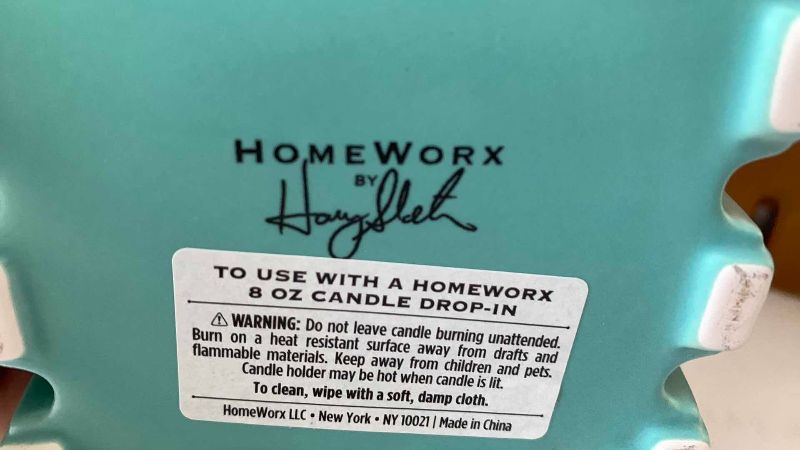 HOMEWORX
BY
Harry Slatkin
TO USE WITH A HOMEWORX
8 OZ CANDLE DROP-IN
⚠ WARNING: Do not leave candle burning unattended.
Burn on a heat resistant surface away from drafts and
flammable materials. Keep away from children and pets.
Candle holder may be hot when candle is lit.
To clean, wipe with a soft, damp cloth.
HomeWorx LLC • New York • NY 10021 | Made in China